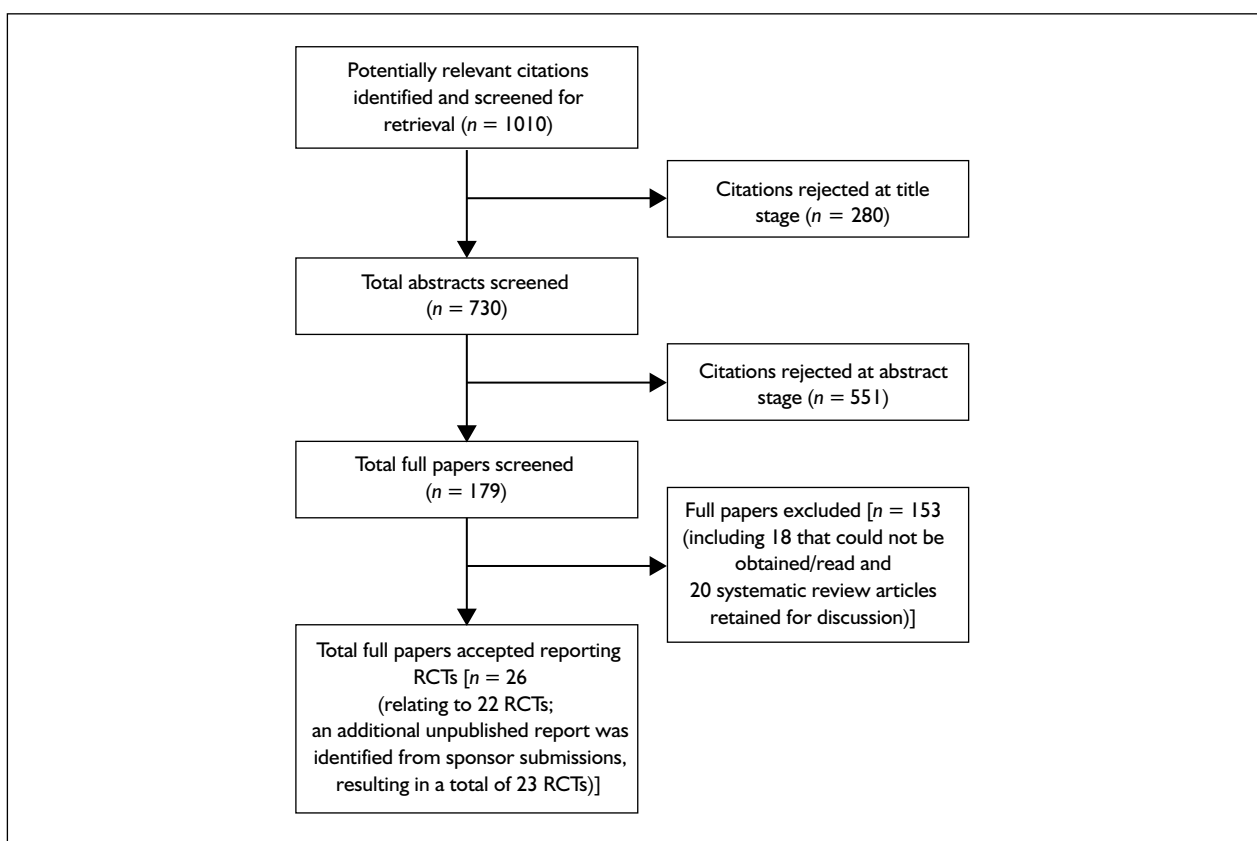 Potentially relevant citations
identified and screened for
retrieval (n = 1010)
Citations rejected at title
stage (n = 280)
Total abstracts screened
(n = 730)
Citations rejected at abstract
stage (n = 551)
Total full papers screened
(n = 179)
Full papers excluded [n = 153
(including 18 that could not be
obtained/read and
20 systematic review articles
retained for discussion)]
Total full papers accepted reporting
RCTs [n = 26
(relating to 22 RCTs;
an additional unpublished report was
identified from sponsor submissions,
resulting in a total of 23 RCTs)]